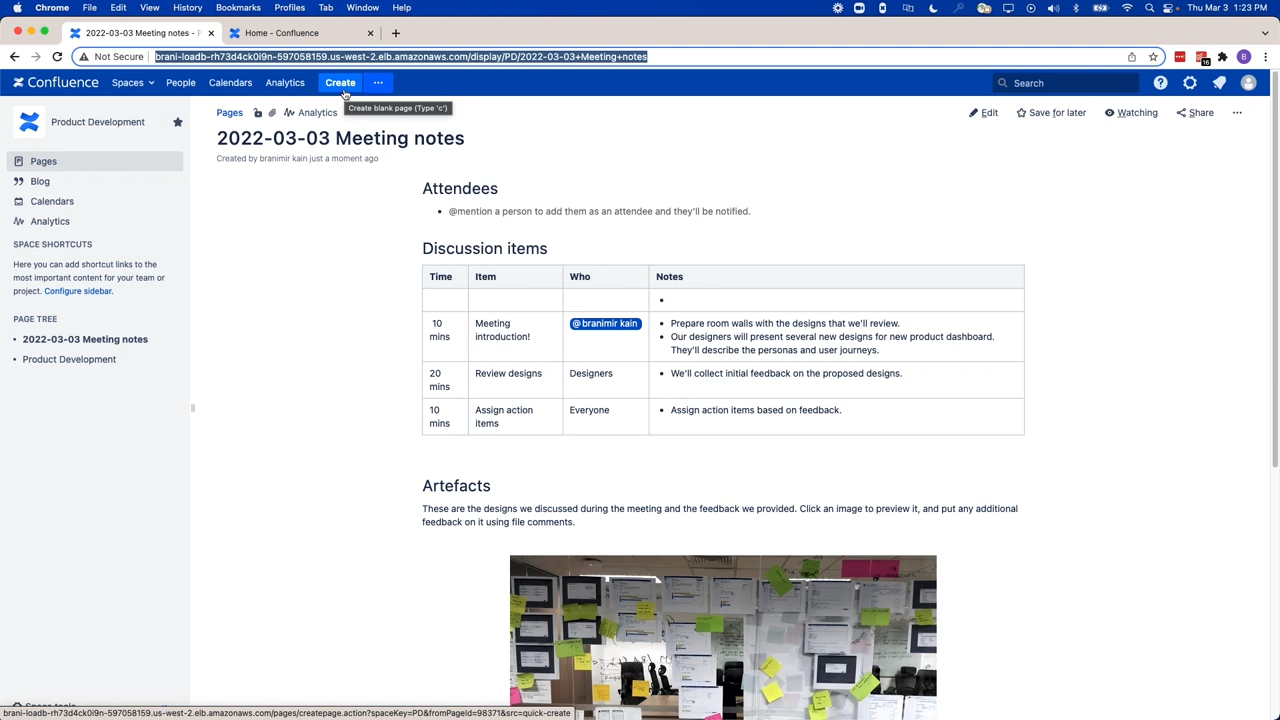 Chrome File Edit View History Bookmarks Profiles Tab Window Help Thu Mar 3 1:23 PM
2022-03-03 Meeting notes - P Home - Confluence
Not Secure brani-loadb-rh73d4ck0i9n-597058159.us-west-2.elb.amazonaws.com/display/PD/2022-03-03+Meeting+notes 16 B
Confluence Spaces People Calendars Analytics Create ··· Search
Create blank page (Type 'c')
Product Development
Pages Analytics Edit Save for later Watching Share ···
2022-03-03 Meeting notes
Created by branimir kain just a moment ago
Pages
Blog
Calendars
Analytics
SPACE SHORTCUTS
Here you can add shortcut links to the
most important content for your team or
project. Configure sidebar.
PAGE TREE
• 2022-03-03 Meeting notes
• Product Development
Attendees
• @mention a person to add them as an attendee and they'll be notified.
Discussion items
Time Item Who Notes
•
10 mins Meeting introduction! @branimir kain • Prepare room walls with the designs that we'll review.
• Our designers will present several new designs for new product dashboard.
They'll describe the personas and user journeys.
20 mins Review designs Designers • We'll collect initial feedback on the proposed designs.
10 mins Assign action items Everyone • Assign action items based on feedback.
Artefacts
These are the designs we discussed during the meeting and the feedback we provided. Click an image to preview it, and put any additional
feedback on it using file comments.
brani-loadb-rh73d4ck0i9n-597058159.us-west-2.elb.amazonaws.com/pages/createpage.action?spaceKey=PD&fromPageId=98371&src=quick-create